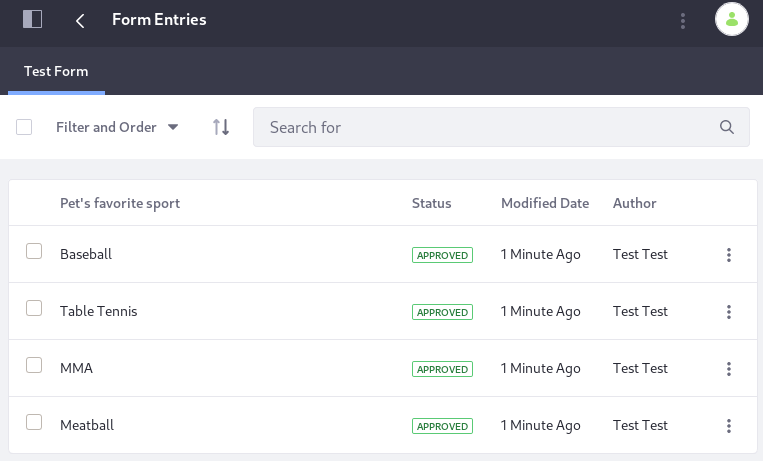 Form Entries
Test Form
Filter and Order
Search for
Pet's favorite sport Status Modified Date Author
Baseball APPROVED 1 Minute Ago Test Test
Table Tennis APPROVED 1 Minute Ago Test Test
MMA APPROVED 1 Minute Ago Test Test
Meatball APPROVED 1 Minute Ago Test Test